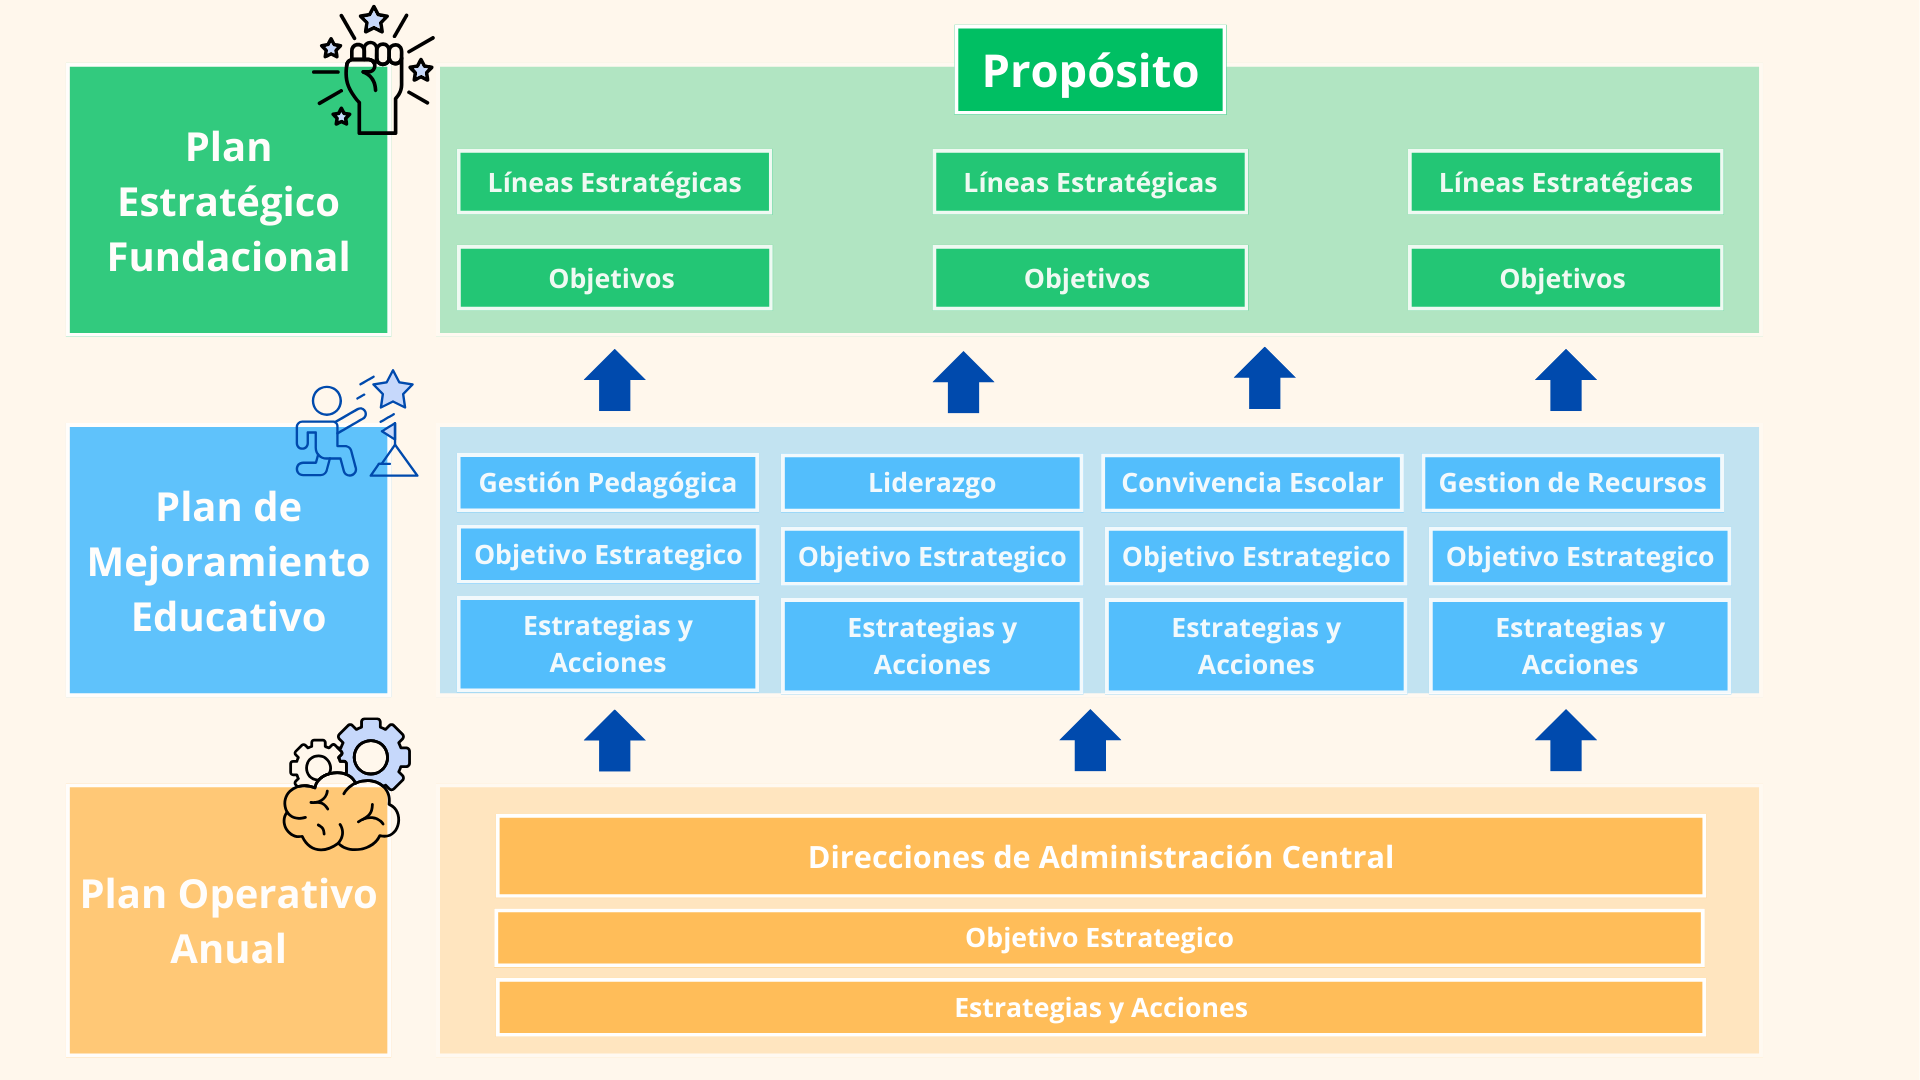 Propósito
Plan
Estratégico
Fundacional
Líneas Estratégicas
Líneas Estratégicas
Líneas Estratégicas
Objetivos
Objetivos
Objetivos
Plan de
Mejoramiento
Educativo
Gestión Pedagógica
Liderazgo
Convivencia Escolar
Gestion de Recursos
Objetivo Estrategico
Objetivo Estrategico
Objetivo Estrategico
Objetivo Estrategico
Estrategias y
Acciones
Estrategias y
Acciones
Estrategias y
Acciones
Estrategias y
Acciones
Plan Operativo
Anual
Direcciones de Administración Central
Objetivo Estrategico
Estrategias y Acciones